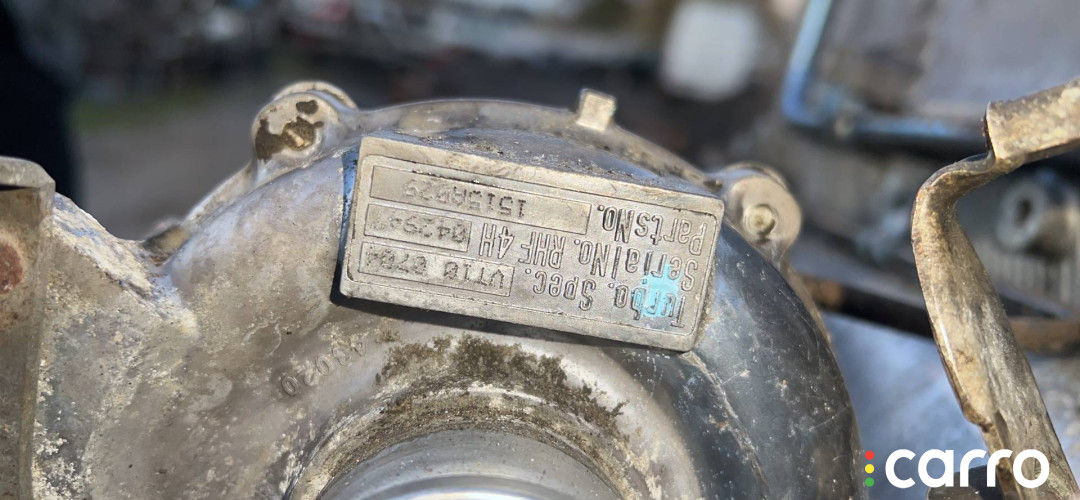 Turbo. Spec. VT10
Serial No. RHF 4H
Parts No. 1515A029
carro